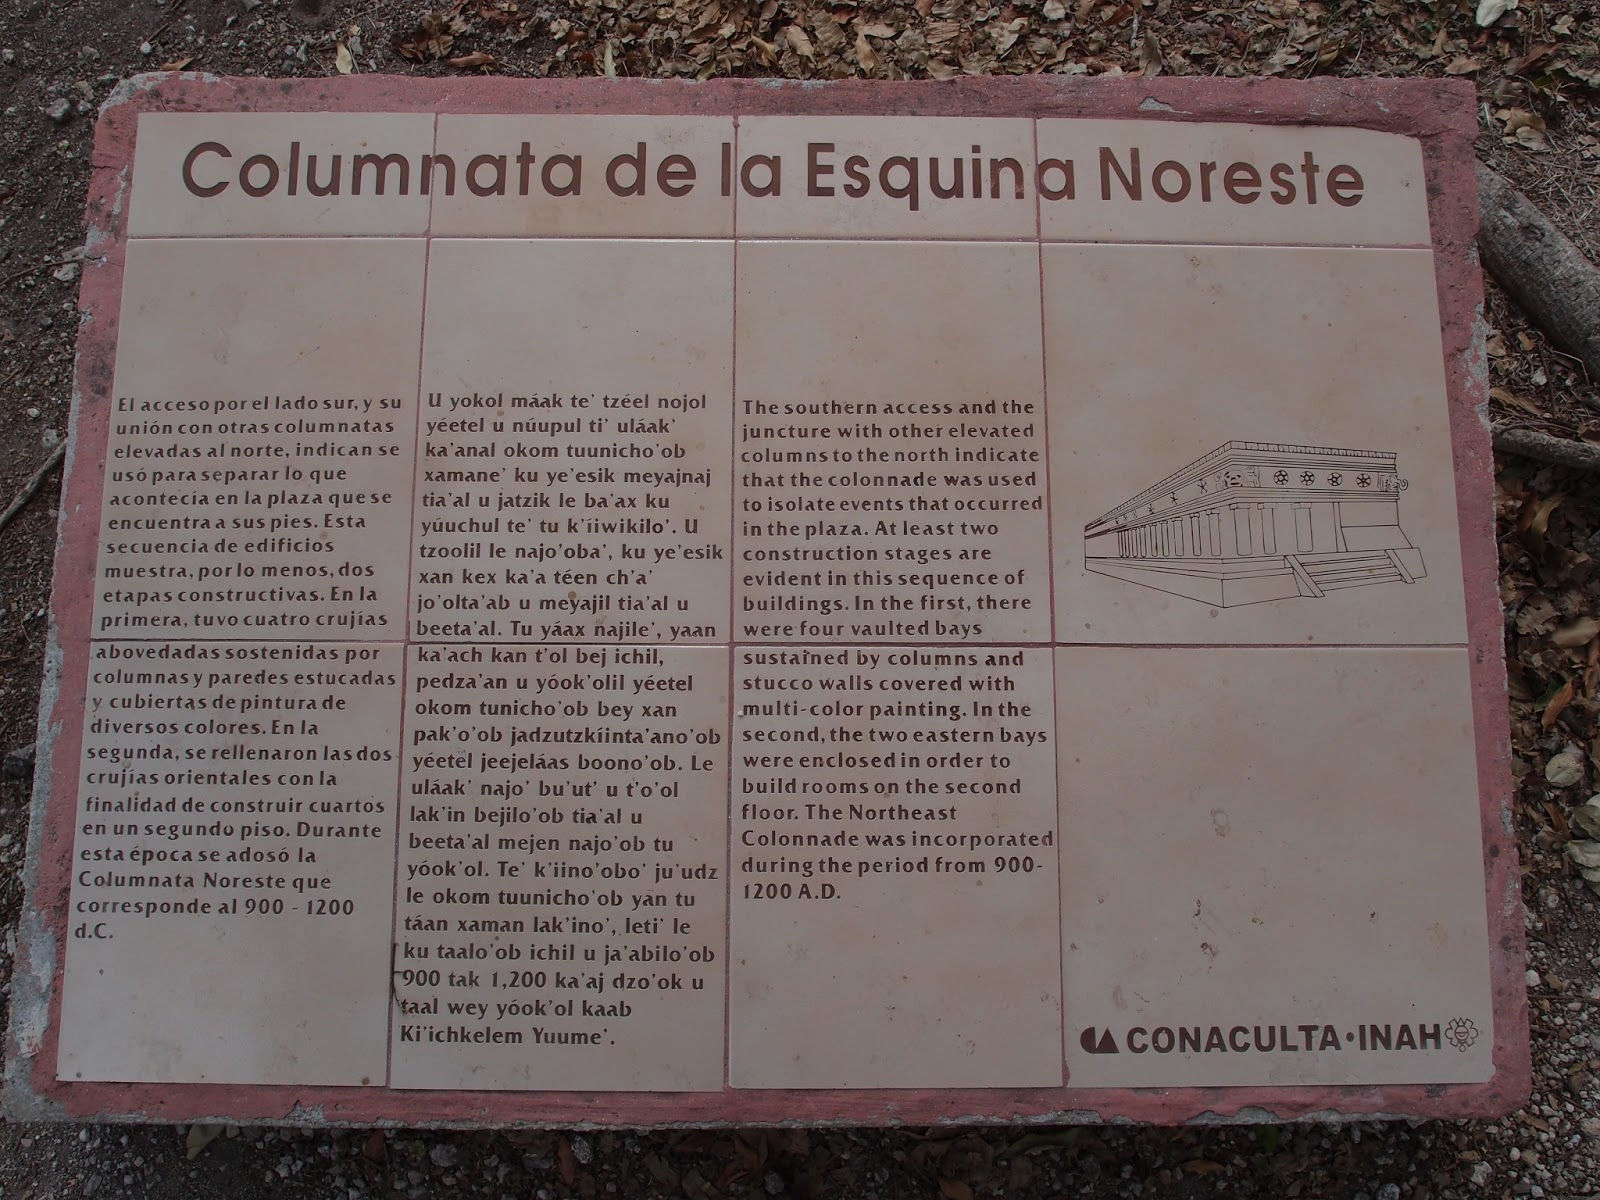 Columnata de la Esquina Noreste
El acceso por el lado sur, y su
unión con otras columnatas
elevadas al norte, indican se
usó para separar lo que
acontecía en la plaza que se
encuentra a sus pies. Esta
secuencia de edificios
muestra, por lo menos, dos
etapas constructivas. En la
primera, tuvo cuatro crujías
abovedadas sostenidas por
columnas y paredes estucadas
y cubiertas de pintura de
diversos colores. En la
segunda, se rellenaron las dos
crujías orientales con la
finalidad de construir cuartos
en un segundo piso. Durante
esta época se adosó la
Columnata Noreste que
corresponde al 900 - 1200
d.C.
U yokol máak te' tzéel nojol
yéetel u núupul ti' uláak'
ka'anal okom tuunicho'ob
xamane' ku ye'esik meyajnaj
tia'al u jatzik le ba'ax ku
yúuchul te' tu k'íiwikilo'. U
tzoolil le najo'oba', ku ye'esik
xan kex ka'a téen ch'a'
jo'olta'ab u meyajil tia'al u
beeta'al. Tu yáax najile', yaan
ka'ach kan t'ol bej ichil,
pedza'an u yóok'olil yéetel
okom tunicho'ob bey xan
pak'o'ob jadzutzkíinta'ano'ob
yéetel jeejeláas boono'ob. Le
uláak' najo' bu'ut' u t'o'ol
lak'in bejilo'ob tia'al u
beeta'al mejen najo'ob tu
yóok'ol. Te' k'iino'obo' ju'udz
le okom tuunicho'ob yan tu
táan xaman lak'ino', leti' le
ku taalo'ob ichil u ja'abilo'ob
900 tak 1,200 ka'aj dzo'ok u
taal wey yóok'ol kaab
Ki'ichkelem Yuume'.
The southern access and the
juncture with other elevated
columns to the north indicate
that the colonnade was used
to isolate events that occurred
in the plaza. At least two
construction stages are
evident in this sequence of
buildings. In the first, there
were four vaulted bays
sustained by columns and
stucco walls covered with
multi-color painting. In the
second, the two eastern bays
were enclosed in order to
build rooms on the second
floor. The Northeast
Colonnade was incorporated
during the period from 900-
1200 A.D.
CONACULTA•INAH